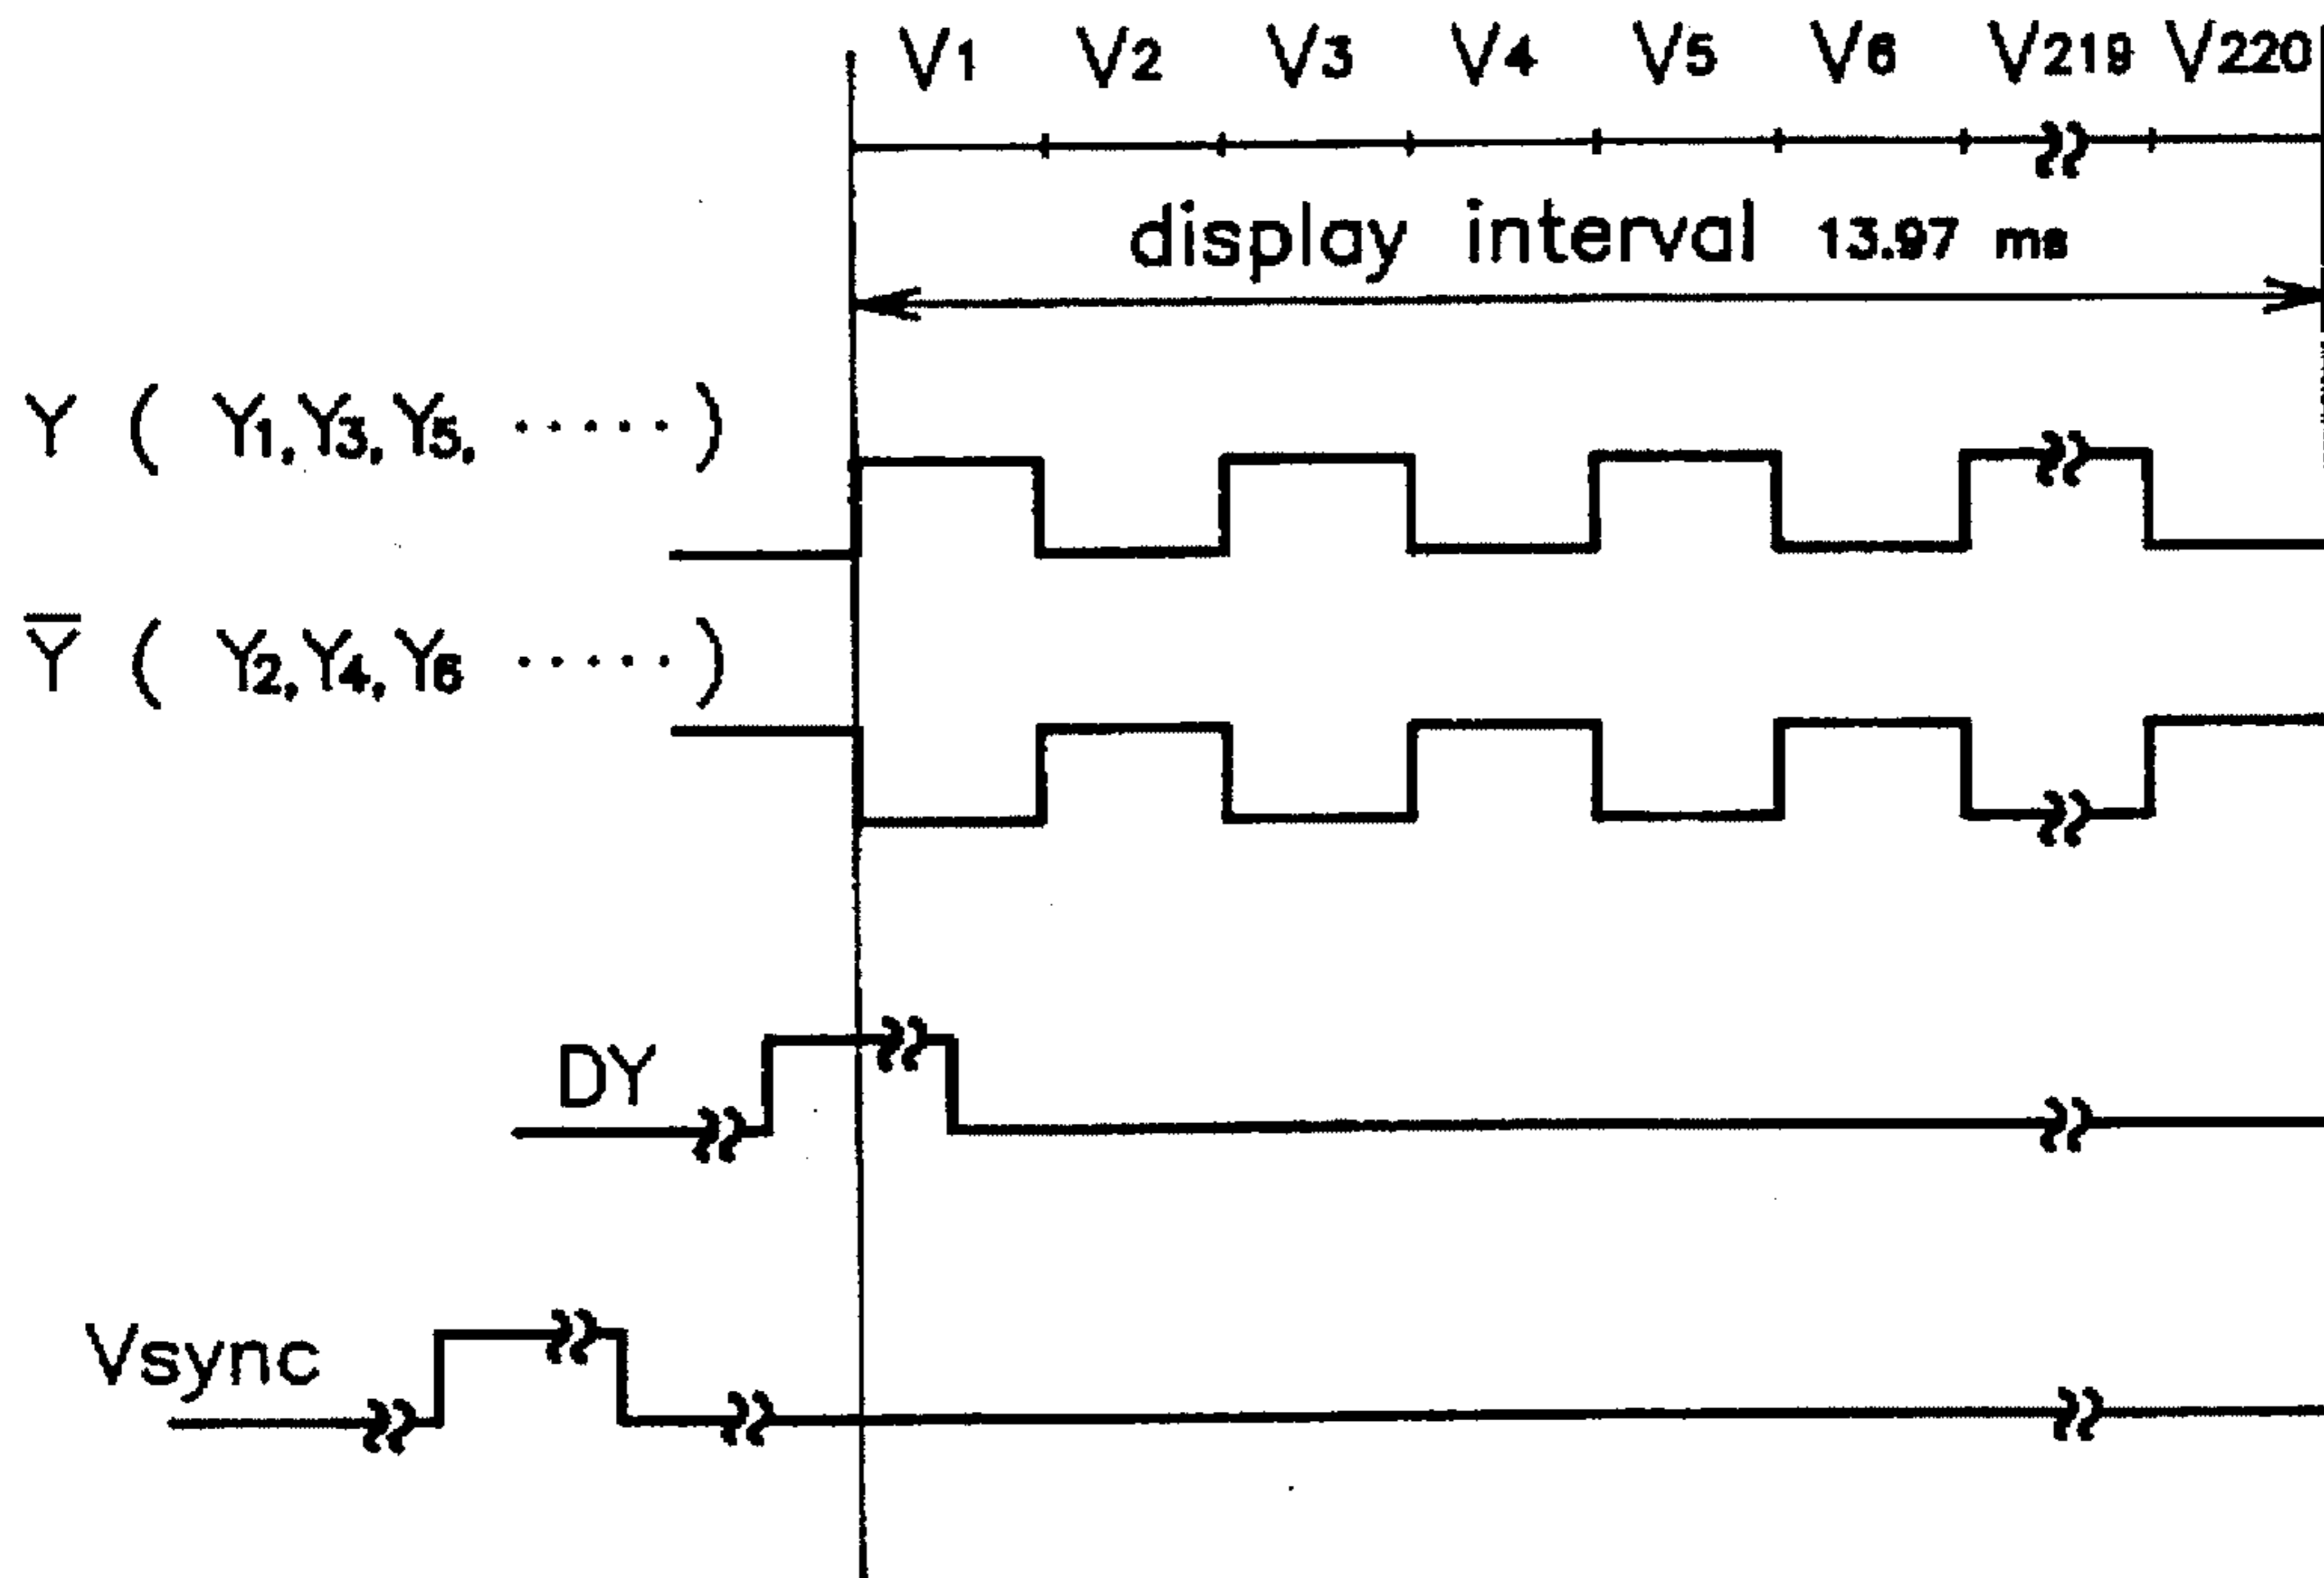 V1 V2 V3 V4 V5 V6 V219 V220
display interval 13.97 ms
Y ( Y1,Y3,Y5, ····· )
Y̅ ( Y2,Y4,Y6 ····· )
DY
Vsync